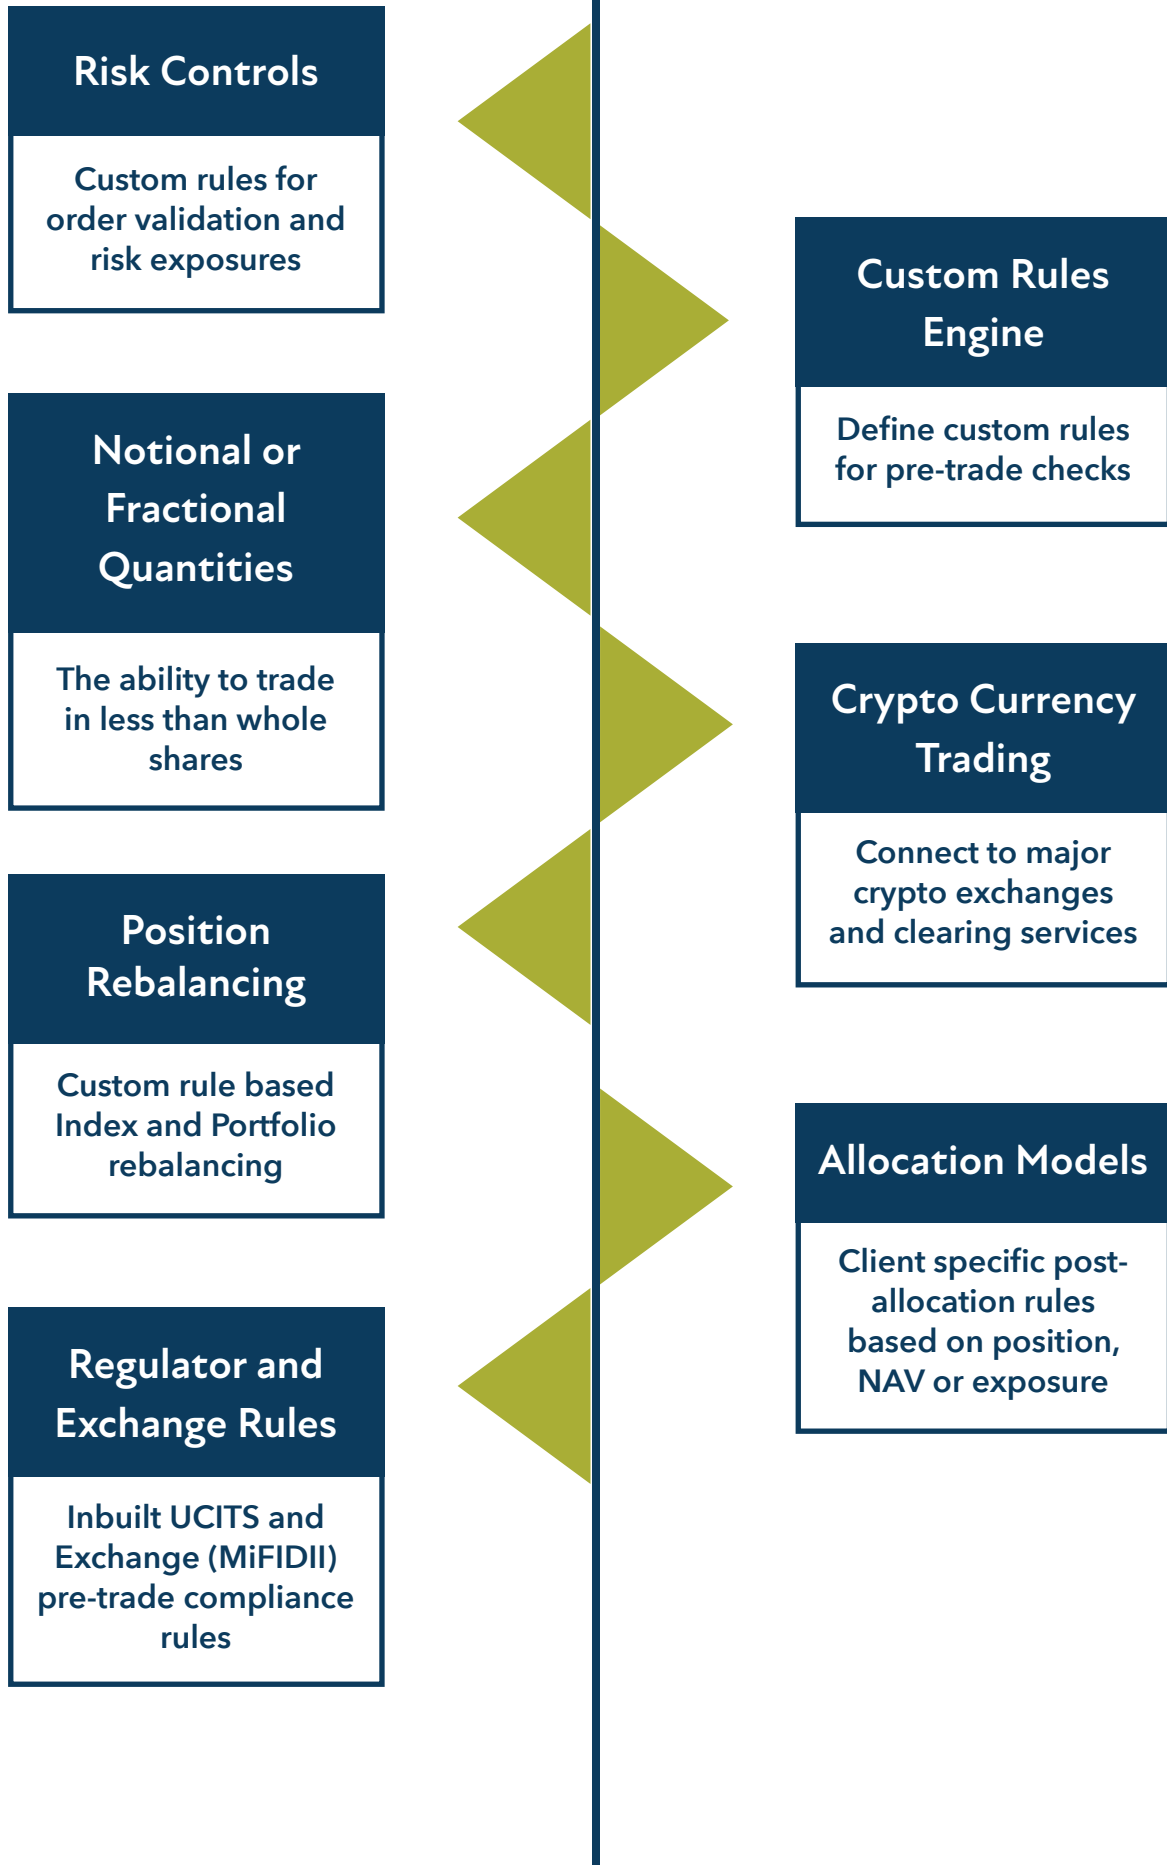 Risk Controls
Custom rules for
order validation and
risk exposures
Custom Rules
Engine
Define custom rules
for pre-trade checks
Notional or
Fractional
Quantities
The ability to trade
in less than whole
shares
Crypto Currency
Trading
Connect to major
crypto exchanges
and clearing services
Position
Rebalancing
Custom rule based
Index and Portfolio
rebalancing
Allocation Models
Client specific post-
allocation rules
based on position,
NAV or exposure
Regulator and
Exchange Rules
Inbuilt UCITS and
Exchange (MiFIDII)
pre-trade compliance
rules